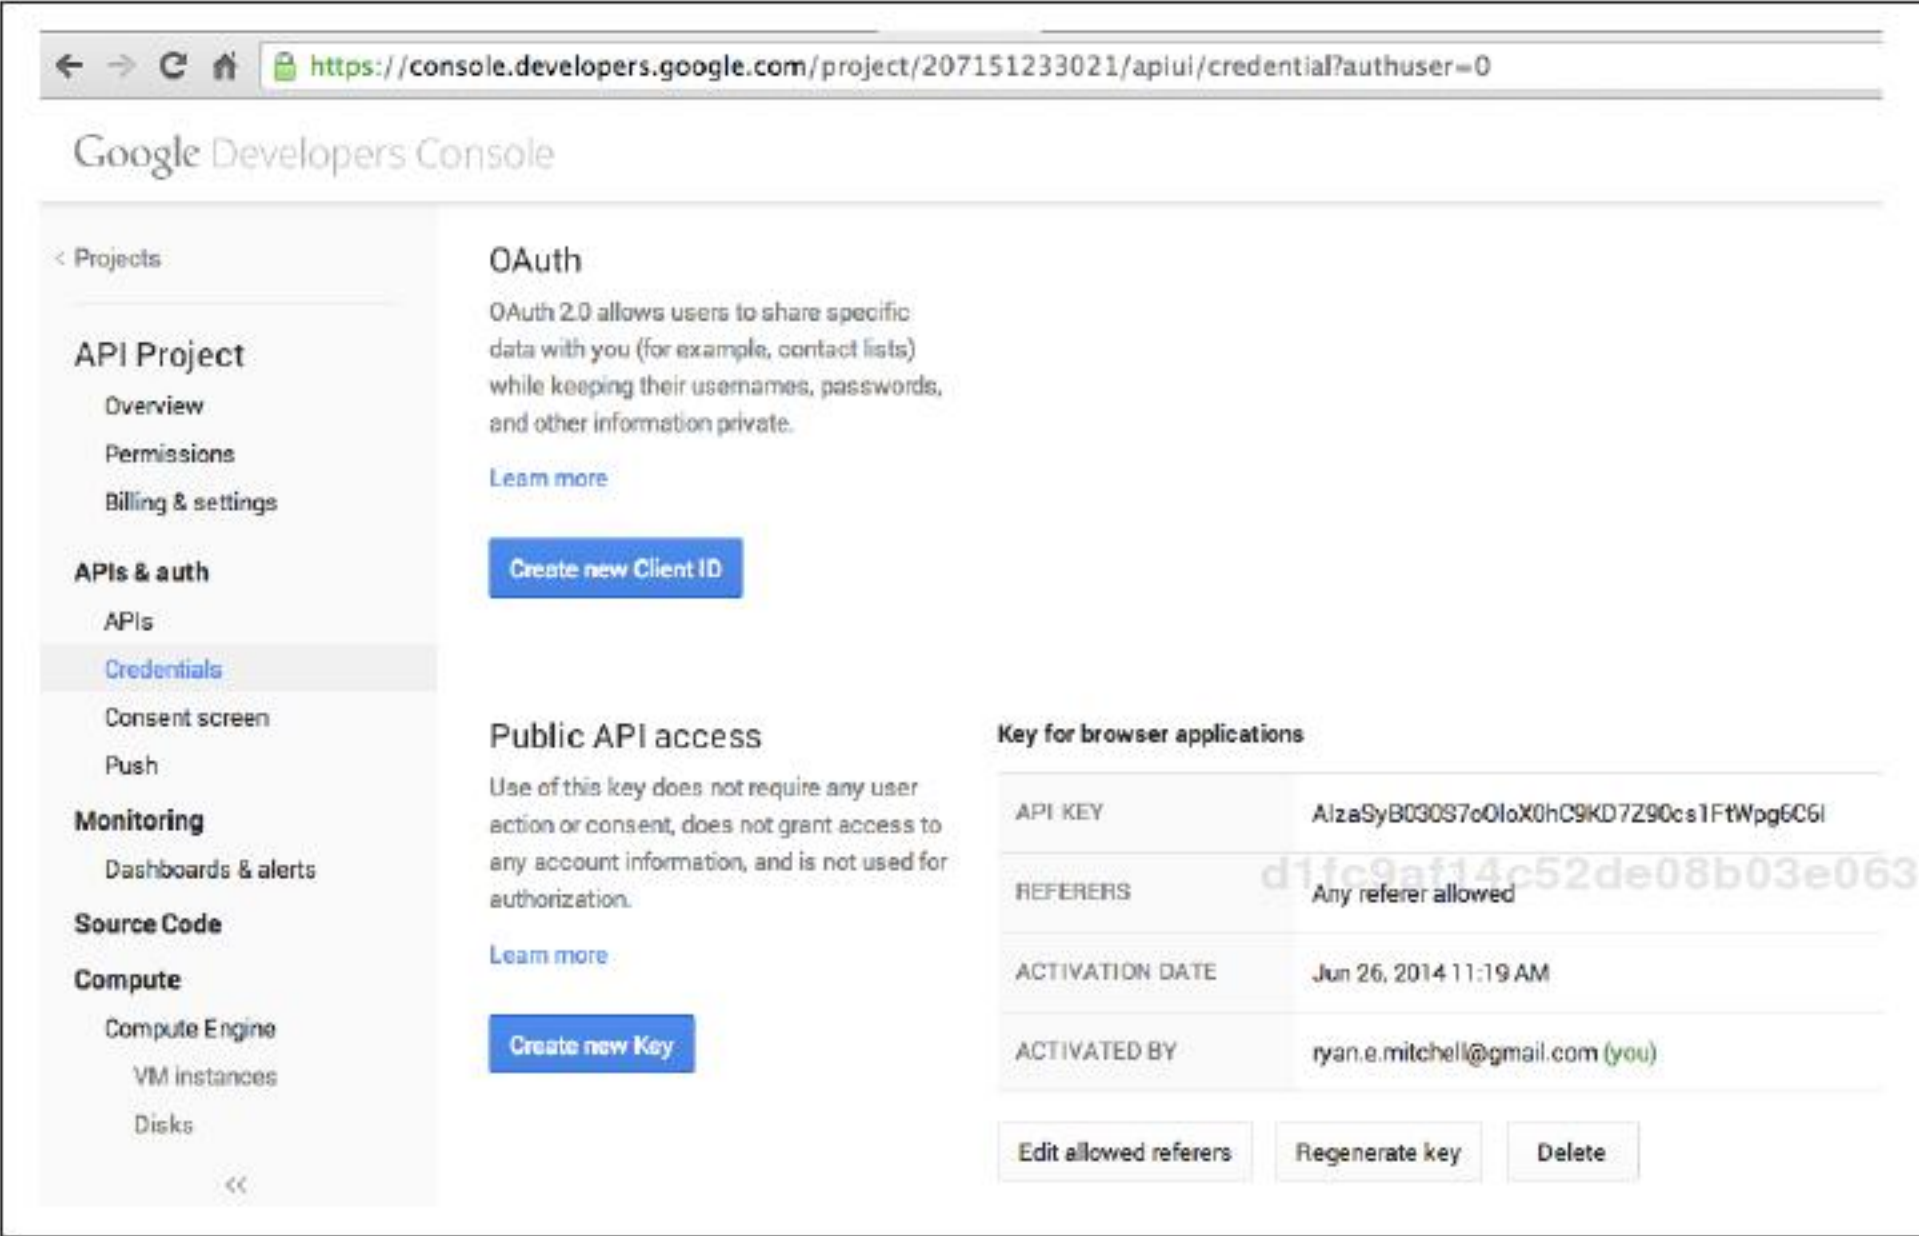 https://console.developers.google.com/project/207151233021/apiui/credential?authuser=0
Google Developers Console
< Projects
API Project
Overview
Permissions
Billing & settings
APIs & auth
APIs
Credentials
Consent screen
Push
Monitoring
Dashboards & alerts
Source Code
Compute
Compute Engine
VM instances
Disks
<<
OAuth
OAuth 2.0 allows users to share specific
data with you (for example, contact lists)
while keeping their usernames, passwords,
and other information private.
Learn more
Create new Client ID
Public API access
Use of this key does not require any user
action or consent, does not grant access to
any account information, and is not used for
authorization.
Learn more
Create new Key
Key for browser applications
API KEY
d1fc9af14c52de08b03e063
REFERERS Any referer allowed
ACTIVATION DATE Jun 26, 2014 11:19 AM
ACTIVATED BY ryan.e.mitchell@gmail.com (you)
Edit allowed referers Regenerate key Delete